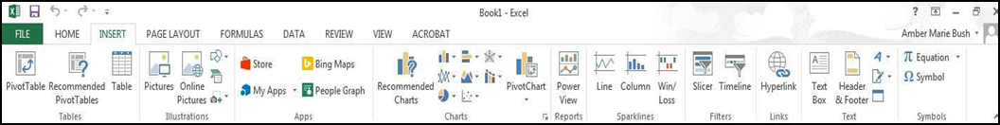 Book1 - Excel
FILE HOME INSERT PAGE LAYOUT FORMULAS DATA REVIEW VIEW ACROBAT Amber Marie Bush
PivotTable Recommended PivotTables Table
Tables
Pictures Online Pictures
Illustrations
Store Bing Maps
My Apps People Graph
Apps
Recommended Charts PivotChart
Charts
Power View
Reports
Line Column Win/ Loss
Sparklines
Slicer Timeline
Filters
Hyperlink
Links
Text Box Header & Footer
Text
Equation
Symbol
Symbols